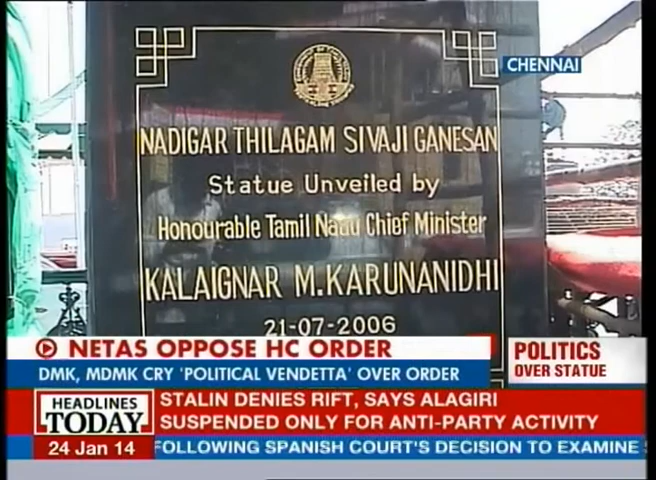 CHENNAI
NADIGAR THILAGAM SIVAJI GANESAN
Statue Unveiled by
Honourable Tamil Nadu Chief Minister
KALAIGNAR M.KARUNANIDHI
21-07-2006
NETAS OPPOSE HC ORDER
DMK, MDMK CRY 'POLITICAL VENDETTA' OVER ORDER
POLITICS
OVER STATUE
HEADLINES
TODAY
24 Jan 14
STALIN DENIES RIFT, SAYS ALAGIRI
SUSPENDED ONLY FOR ANTI-PARTY ACTIVITY
FOLLOWING SPANISH COURT'S DECISION TO EXAMINE